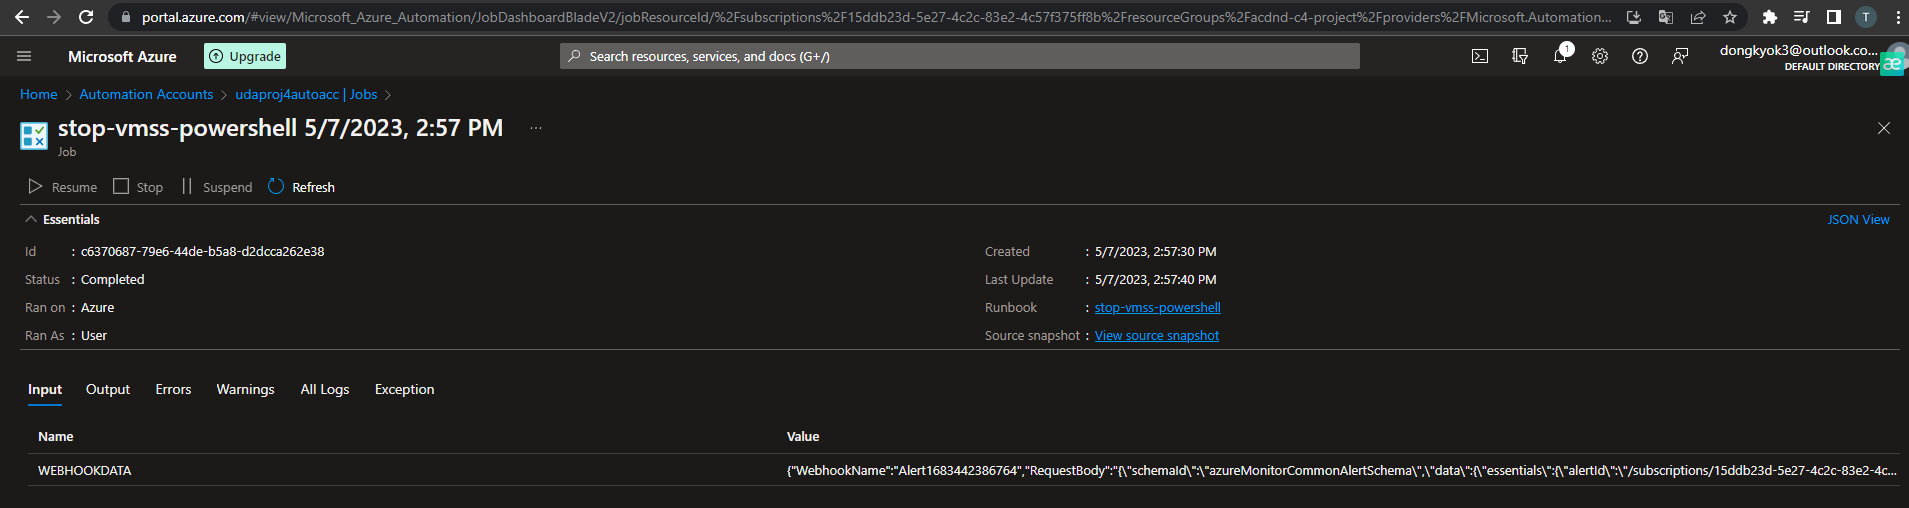 portal.azure.com/#view/Microsoft_Azure_Automation/JobDashboardBladeV2/jobResourceId/%2Fsubscriptions%2F15ddb23d-5e27-4c2c-83e2-4c57f375ff8b%2FresourceGroups%2Facdnd-c4-project%2Fproviders%2FMicrosoft.Automation... T
Microsoft Azure Upgrade Search resources, services, and docs (G+/) 1 dongkyok3@outlook.co...
DEFAULT DIRECTORY æ
Home > Automation Accounts > udaproj4autoacc | Jobs >
stop-vmss-powershell 5/7/2023, 2:57 PM ...
Job
Resume Stop Suspend Refresh
Essentials JSON View
Id : c6370687-79e6-44de-b5a8-d2dcca262e38 Created : 5/7/2023, 2:57:30 PM
Status : Completed Last Update : 5/7/2023, 2:57:40 PM
Ran on : Azure Runbook : stop-vmss-powershell
Ran As : User Source snapshot : View source snapshot
Input Output Errors Warnings All Logs Exception
Name Value
WEBHOOKDATA {"WebhookName":"Alert1683442386764","RequestBody":"{\"schemaId\":\"azureMonitorCommonAlertSchema\",\"data\":{\"essentials\":{\"alertId\":\"/subscriptions/15ddb23d-5e27-4c2c-83e2-4c...